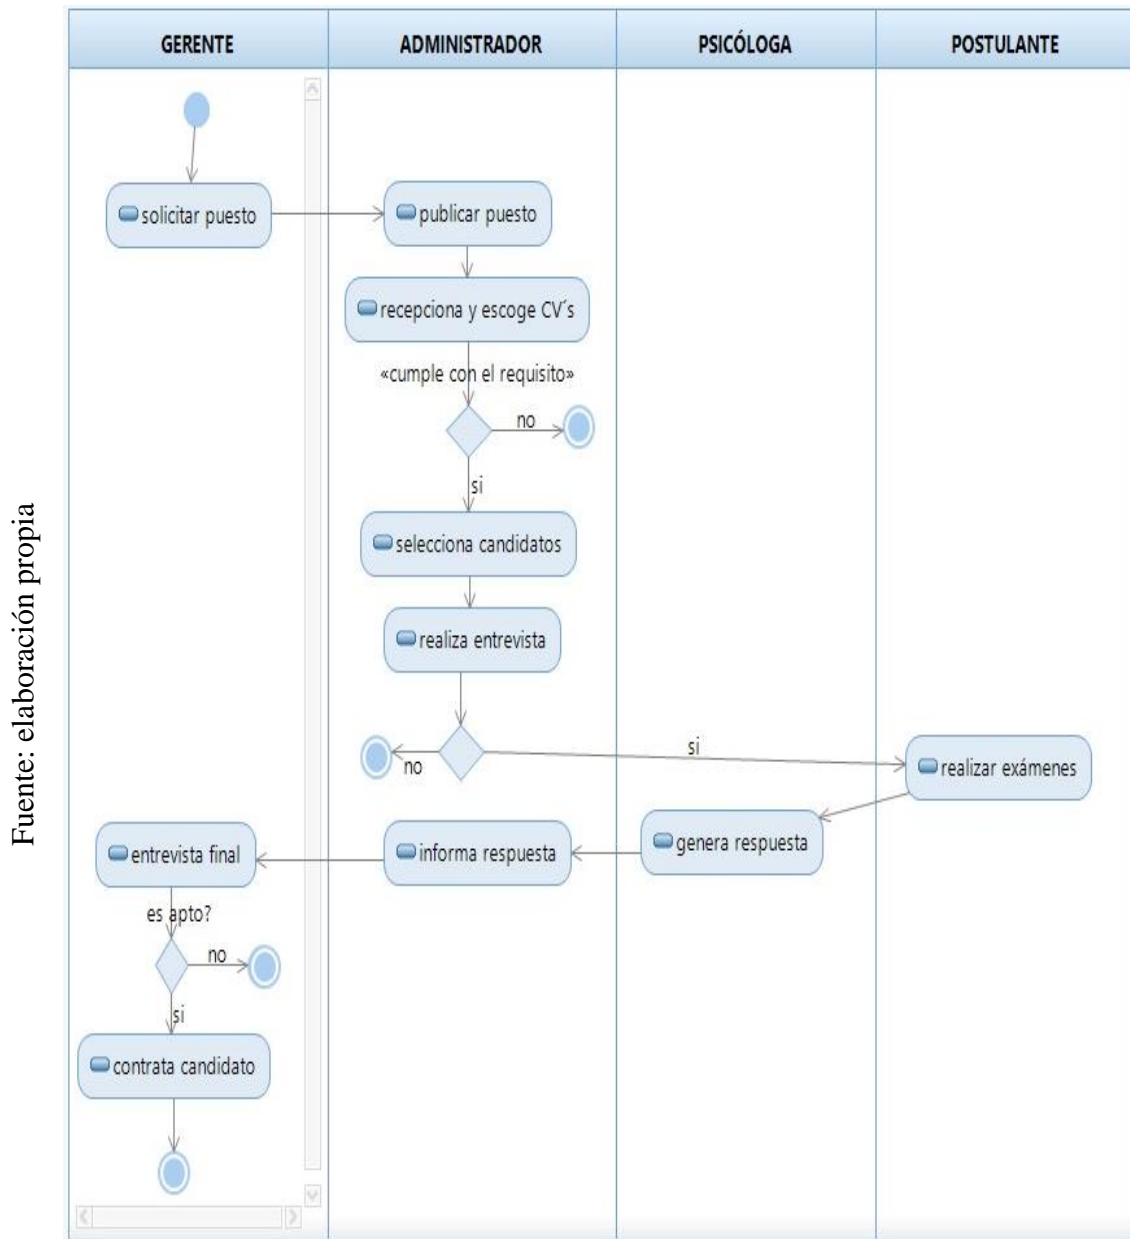 GERENTE
ADMINISTRADOR
PSICÓLOGA
POSTULANTE
solicitar puesto
publicar puesto
recepciona y escoge CV´s
«cumple con el requisito»
no
si
selecciona candidatos
realiza entrevista
no
si
realizar exámenes
genera respuesta
informa respuesta
entrevista final
es apto?
no
si
contrata candidato
Fuente: elaboración propia